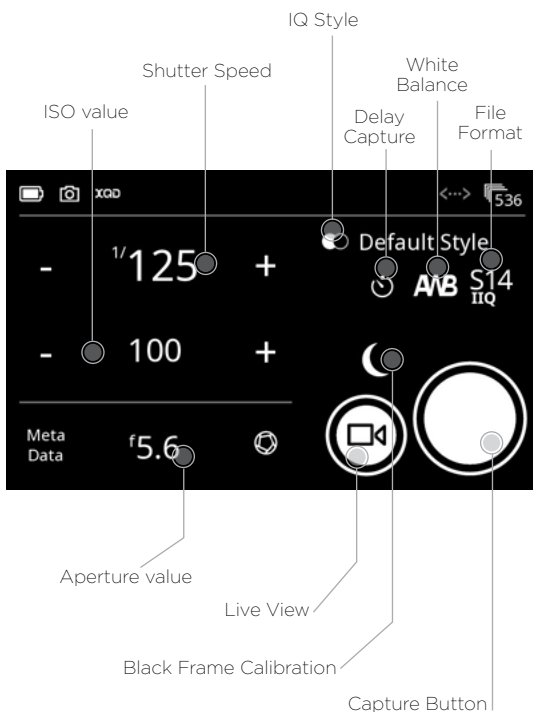 IQ Style
Shutter Speed
White
Balance
ISO value
Delay
Capture
File
Format
XQD
<--->
536
- 1/125 +
Default Style
AWB
S14
IIQ
- 100 +
Meta
Data
f5.6
Aperture value
Live View
Black Frame Calibration
Capture Button